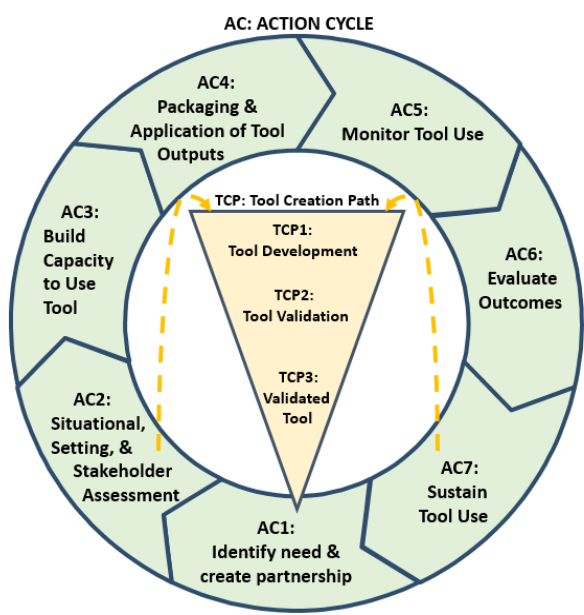 AC: ACTION CYCLE
AC4:
Packaging &
Application of Tool
Outputs
AC5:
Monitor Tool Use
TCP: Tool Creation Path
AC3:
Build
Capacity
to Use
Tool
TCP1:
Tool Development
TCP2:
Tool Validation
TCP3:
Validated
Tool
AC6:
Evaluate
Outcomes
AC2:
Situational,
Setting, &
Stakeholder
Assessment
AC7:
Sustain
Tool Use
AC1:
Identify need &
create partnership